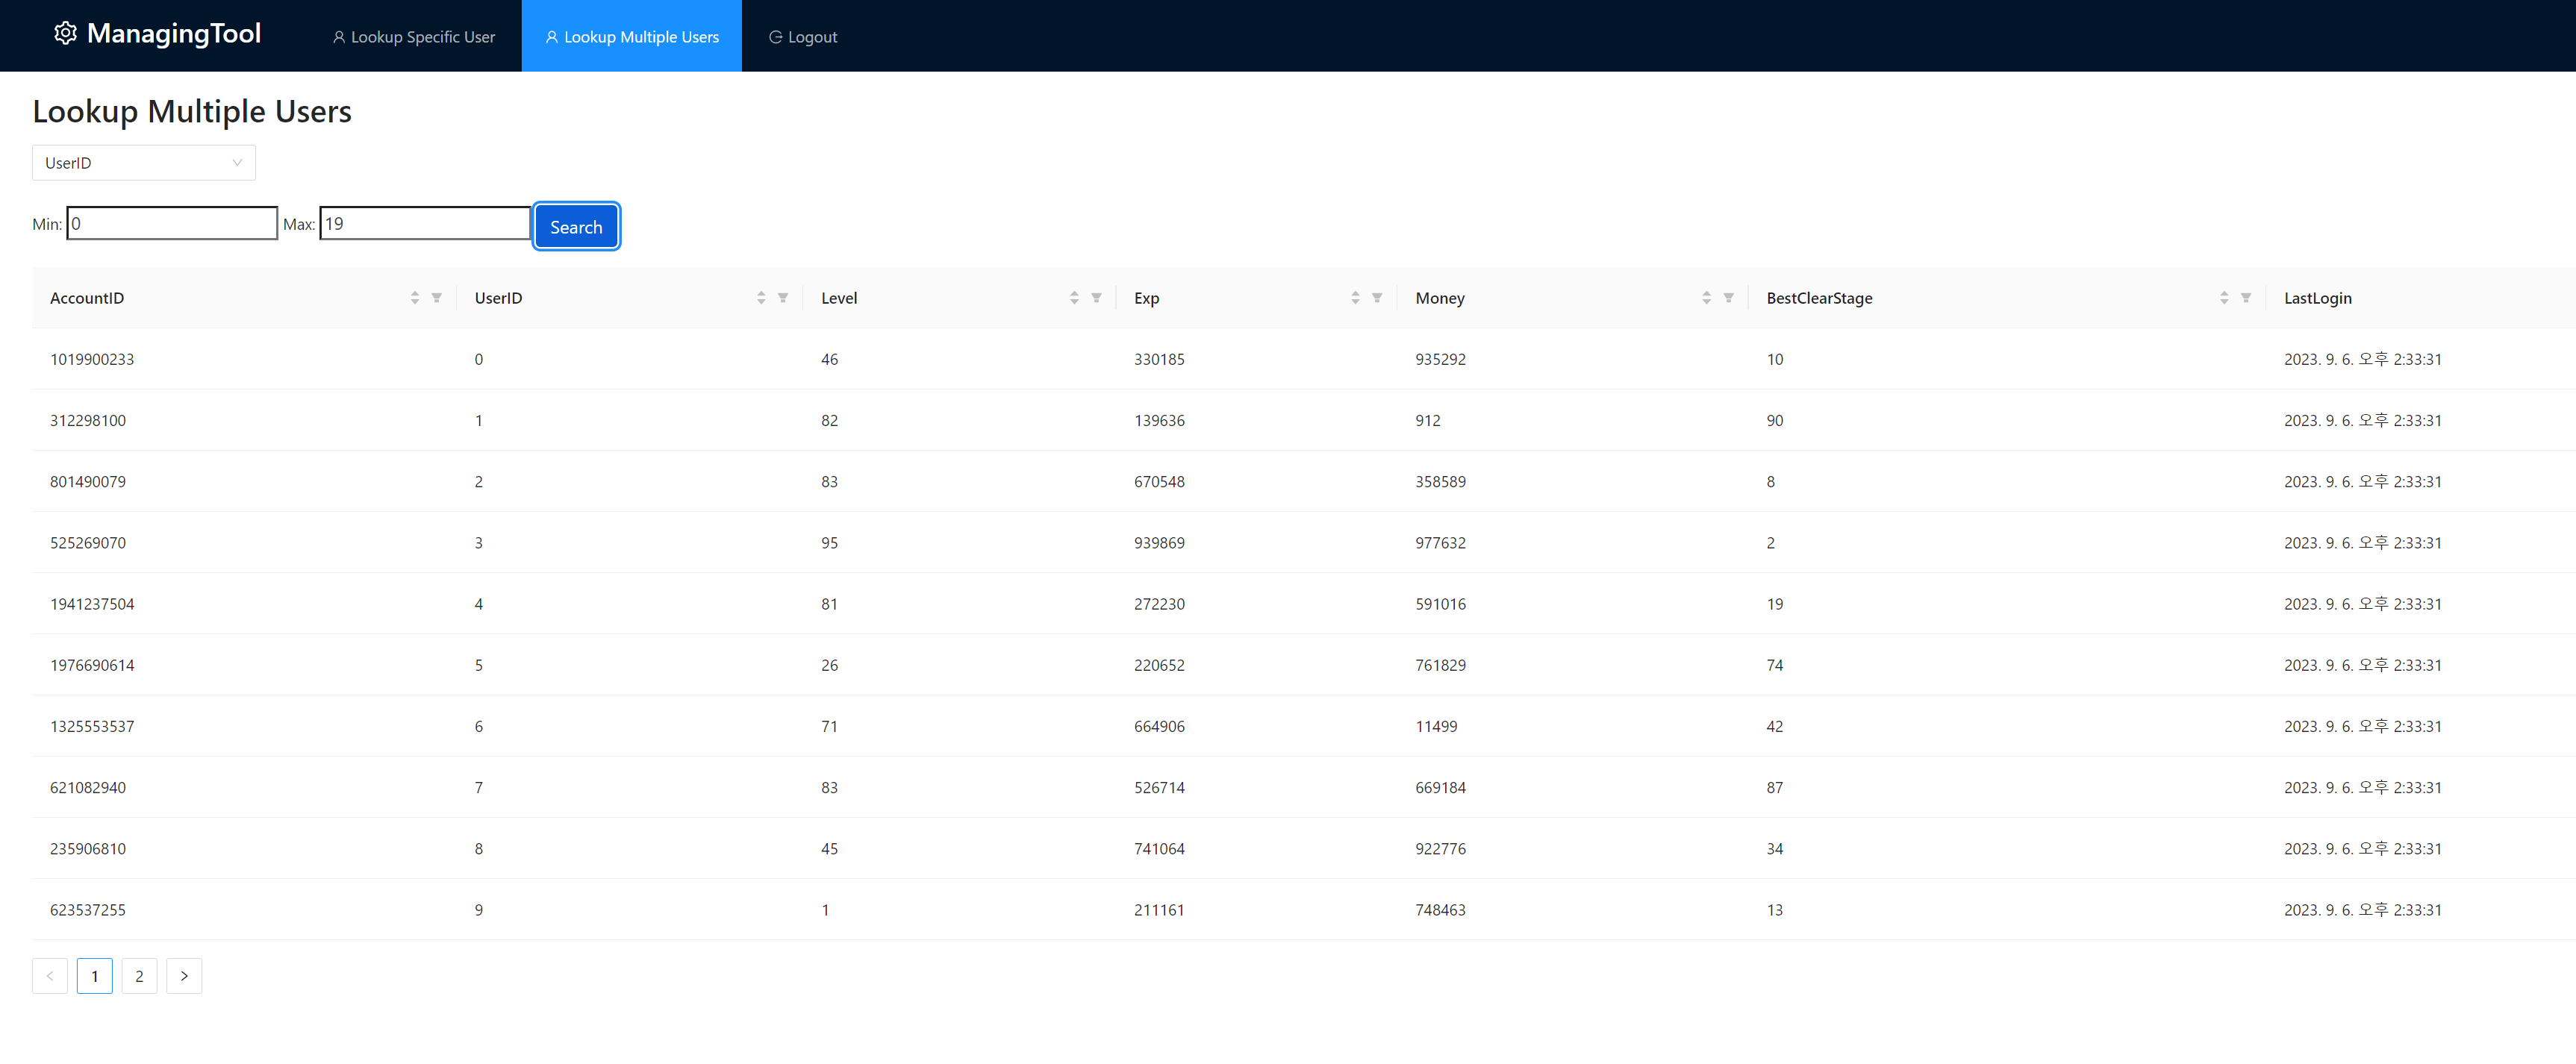 ManagingTool Lookup Specific User Lookup Multiple Users Logout
Lookup Multiple Users
UserID
Min: 0 Max: 19 Search
AccountID UserID Level Exp Money BestClearStage LastLogin
1019900233 0 46 330185 935292 10 2023. 9. 6. 오후 2:33:31
312298100 1 82 139636 912 90 2023. 9. 6. 오후 2:33:31
801490079 2 83 670548 358589 8 2023. 9. 6. 오후 2:33:31
525269070 3 95 939869 977632 2 2023. 9. 6. 오후 2:33:31
1941237504 4 81 272230 591016 19 2023. 9. 6. 오후 2:33:31
1976690614 5 26 220652 761829 74 2023. 9. 6. 오후 2:33:31
1325553537 6 71 664906 11499 42 2023. 9. 6. 오후 2:33:31
621082940 7 83 526714 669184 87 2023. 9. 6. 오후 2:33:31
235906810 8 45 741064 922776 34 2023. 9. 6. 오후 2:33:31
623537255 9 1 211161 748463 13 2023. 9. 6. 오후 2:33:31
< 1 2 >